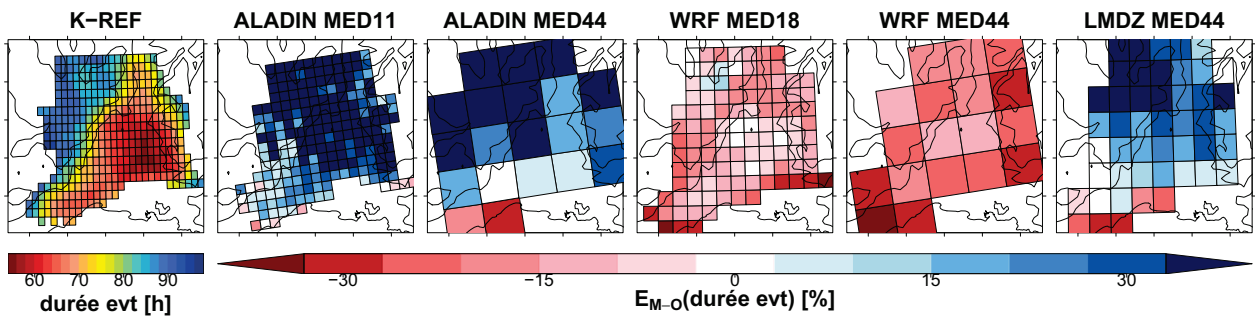 K-REF ALADIN MED11 ALADIN MED44 WRF MED18 WRF MED44 LMDZ MED44
60 70 80 90 −30 −15 0 15 30
durée evt [h] E_M−O(durée evt) [%]